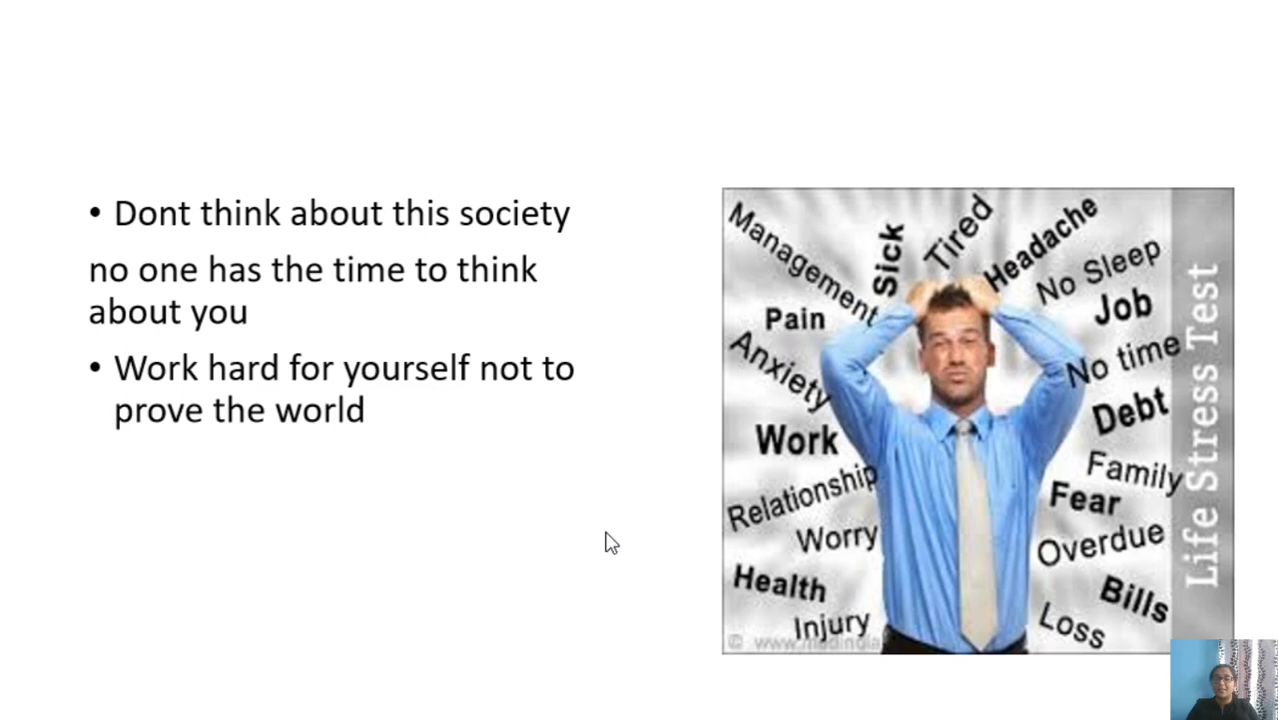 • Dont think about this society
no one has the time to think
about you
• Work hard for yourself not to
prove the world
Management
Sick
Tired
Headache
No Sleep
Pain
Job
Anxiety
No time
Work
Debt
Relationship
Family
Fear
Worry
Overdue
Health
Bills
Injury
Loss
Life Stress Test
©